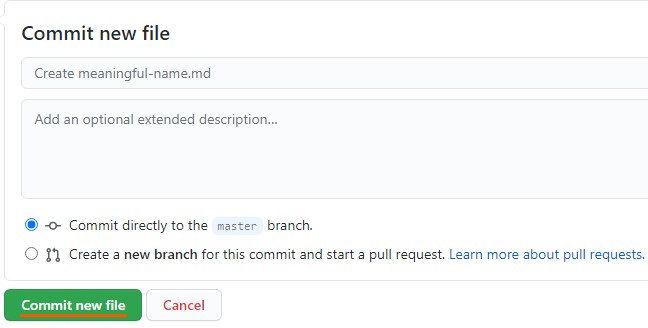 Commit new file
Create meaningful-name.md
Add an optional extended description...
Commit directly to the master branch.
Create a new branch for this commit and start a pull request. Learn more about pull requests.
Commit new file
Cancel